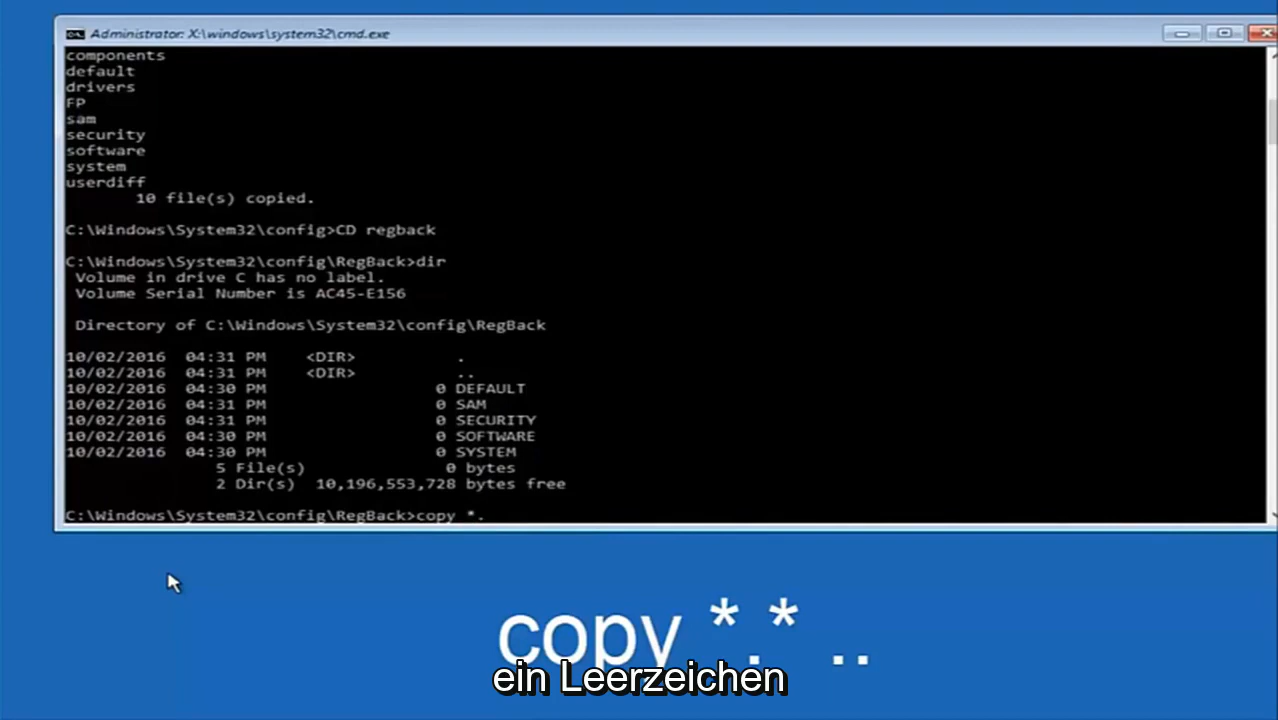 Administrator: X:\windows\system32\cmd.exe
components
default
drivers
FP
sam
security
software
system
userdiff
10 file(s) copied.
C:\Windows\System32\config>CD regback
C:\Windows\System32\config\RegBack>dir
Volume in drive C has no label.
Volume Serial Number is AC45-E156
Directory of C:\Windows\System32\config\RegBack
10/02/2016 04:31 PM <DIR> .
10/02/2016 04:31 PM <DIR> ..
10/02/2016 04:30 PM 0 DEFAULT
10/02/2016 04:31 PM 0 SAM
10/02/2016 04:31 PM 0 SECURITY
10/02/2016 04:30 PM 0 SOFTWARE
10/02/2016 04:30 PM 0 SYSTEM
5 File(s) 0 bytes
2 Dir(s) 10,196,553,728 bytes free
C:\Windows\System32\config\RegBack>copy *.
copy *.* ..
ein Leerzeichen